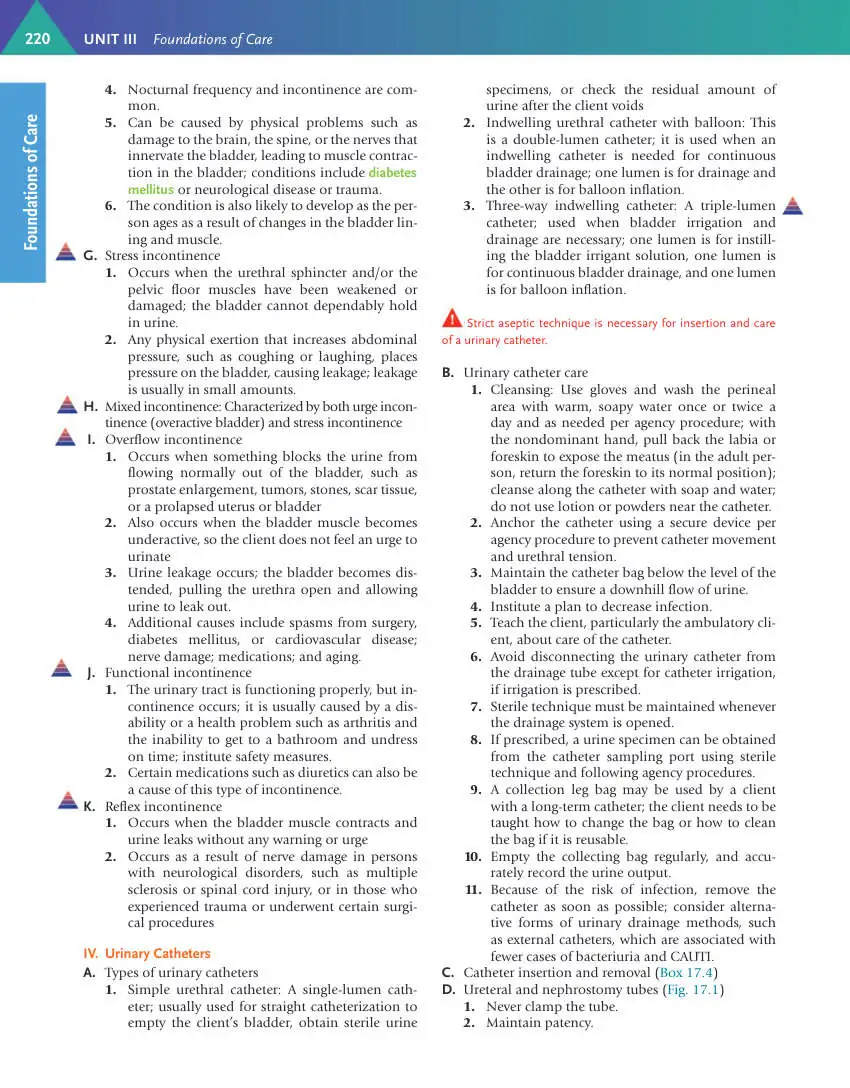 220 UNIT III Foundations of Care
Foundations of Care
4. Nocturnal frequency and incontinence are com-
mon.
5. Can be caused by physical problems such as
damage to the brain, the spine, or the nerves that
innervate the bladder, leading to muscle contrac-
tion in the bladder; conditions include diabetes
mellitus or neurological disease or trauma.
6. The condition is also likely to develop as the per-
son ages as a result of changes in the bladder lin-
ing and muscle.
G. Stress incontinence
1. Occurs when the urethral sphincter and/or the
pelvic floor muscles have been weakened or
damaged; the bladder cannot dependably hold
in urine.
2. Any physical exertion that increases abdominal
pressure, such as coughing or laughing, places
pressure on the bladder, causing leakage; leakage
is usually in small amounts.
H. Mixed incontinence: Characterized by both urge incon-
tinence (overactive bladder) and stress incontinence
I. Overflow incontinence
1. Occurs when something blocks the urine from
flowing normally out of the bladder, such as
prostate enlargement, tumors, stones, scar tissue,
or a prolapsed uterus or bladder
2. Also occurs when the bladder muscle becomes
underactive, so the client does not feel an urge to
urinate
3. Urine leakage occurs; the bladder becomes dis-
tended, pulling the urethra open and allowing
urine to leak out.
4. Additional causes include spasms from surgery,
diabetes mellitus, or cardiovascular disease;
nerve damage; medications; and aging.
J. Functional incontinence
1. The urinary tract is functioning properly, but in-
continence occurs; it is usually caused by a dis-
ability or a health problem such as arthritis and
the inability to get to a bathroom and undress
on time; institute safety measures.
2. Certain medications such as diuretics can also be
a cause of this type of incontinence.
K. Reflex incontinence
1. Occurs when the bladder muscle contracts and
urine leaks without any warning or urge
2. Occurs as a result of nerve damage in persons
with neurological disorders, such as multiple
sclerosis or spinal cord injury, or in those who
experienced trauma or underwent certain surgi-
cal procedures
IV. Urinary Catheters
A. Types of urinary catheters
1. Simple urethral catheter: A single-lumen cath-
eter; usually used for straight catheterization to
empty the client's bladder, obtain sterile urine
specimens, or check the residual amount of
urine after the client voids
2. Indwelling urethral catheter with balloon: This
is a double-lumen catheter; it is used when an
indwelling catheter is needed for continuous
bladder drainage; one lumen is for drainage and
the other is for balloon inflation.
3. Three-way indwelling catheter: A triple-lumen
catheter; used when bladder irrigation and
drainage are necessary; one lumen is for instill-
ing the bladder irrigant solution, one lumen is
for continuous bladder drainage, and one lumen
is for balloon inflation.
Strict aseptic technique is necessary for insertion and care
of a urinary catheter.
B. Urinary catheter care
1. Cleansing: Use gloves and wash the perineal
area with warm, soapy water once or twice a
day and as needed per agency procedure; with
the nondominant hand, pull back the labia or
foreskin to expose the meatus (in the adult per-
son, return the foreskin to its normal position);
cleanse along the catheter with soap and water;
do not use lotion or powders near the catheter.
2. Anchor the catheter using a secure device per
agency procedure to prevent catheter movement
and urethral tension.
3. Maintain the catheter bag below the level of the
bladder to ensure a downhill flow of urine.
4. Institute a plan to decrease infection.
5. Teach the client, particularly the ambulatory cli-
ent, about care of the catheter.
6. Avoid disconnecting the urinary catheter from
the drainage tube except for catheter irrigation,
if irrigation is prescribed.
7. Sterile technique must be maintained whenever
the drainage system is opened.
8. If prescribed, a urine specimen can be obtained
from the catheter sampling port using sterile
technique and following agency procedures.
9. A collection leg bag may be used by a client
with a long-term catheter; the client needs to be
taught how to change the bag or how to clean
the bag if it is reusable.
10. Empty the collecting bag regularly, and accu-
rately record the urine output.
11. Because of the risk of infection, remove the
catheter as soon as possible; consider alterna-
tive forms of urinary drainage methods, such
as external catheters, which are associated with
fewer cases of bacteriuria and CAUTI.
C. Catheter insertion and removal (Box 17.4)
D. Ureteral and nephrostomy tubes (Fig. 17.1)
1. Never clamp the tube.
2. Maintain patency.